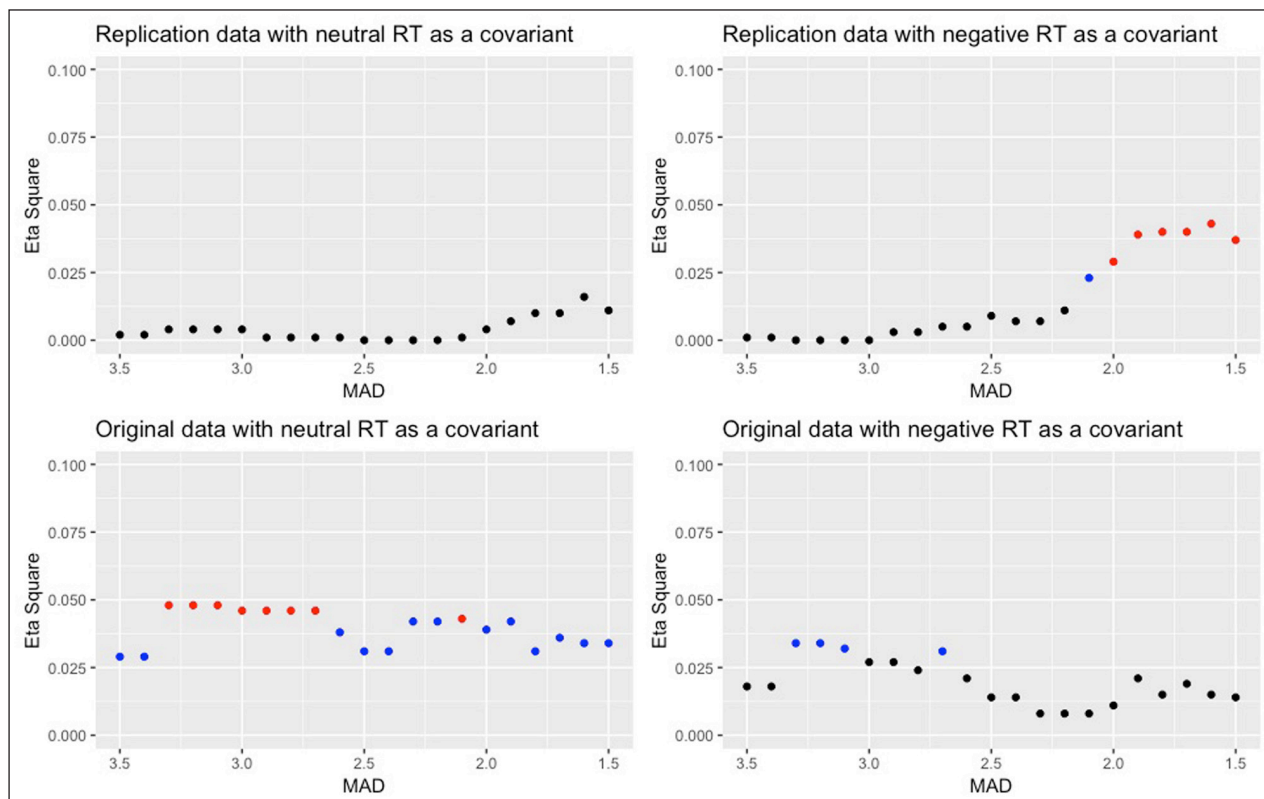 Replication data with neutral RT as a covariant
0.100
0.075
0.050
0.025
0.000
Eta Square
3.5 3.0 2.5 2.0 1.5
MAD
Replication data with negative RT as a covariant
0.100
0.075
0.050
0.025
0.000
Eta Square
3.5 3.0 2.5 2.0 1.5
MAD
Original data with neutral RT as a covariant
0.100
0.075
0.050
0.025
0.000
Eta Square
3.5 3.0 2.5 2.0 1.5
MAD
Original data with negative RT as a covariant
0.100
0.075
0.050
0.025
0.000
Eta Square
3.5 3.0 2.5 2.0 1.5
MAD